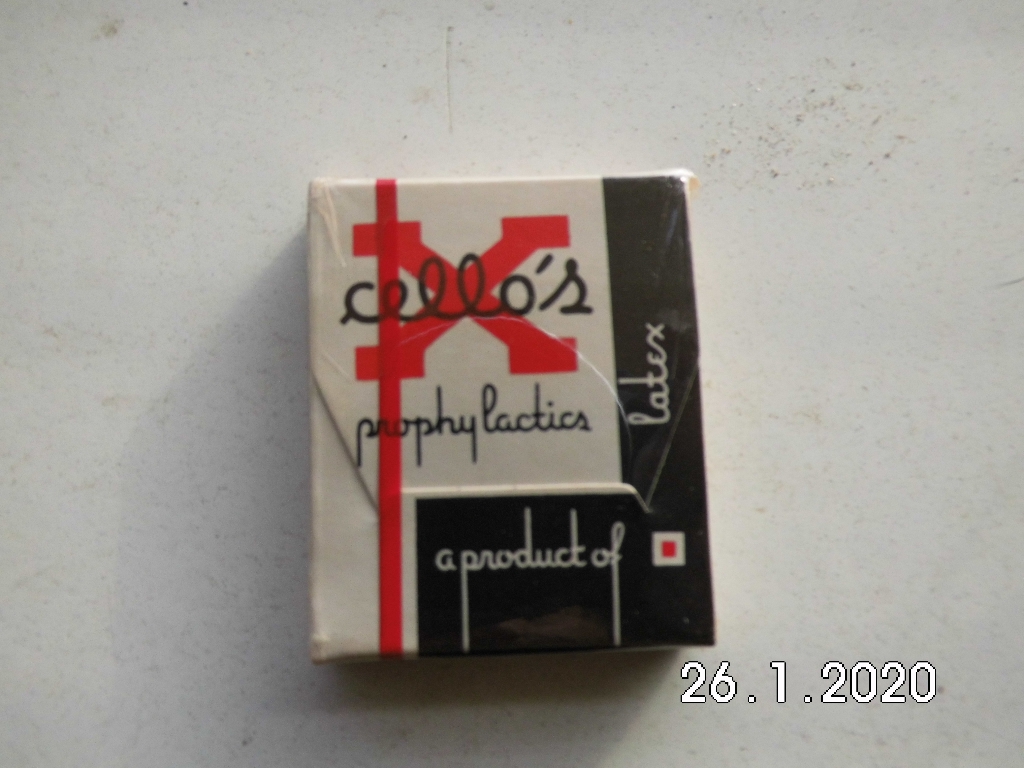 X
cello's
prophylactics
latex
a product of
26.1.2020